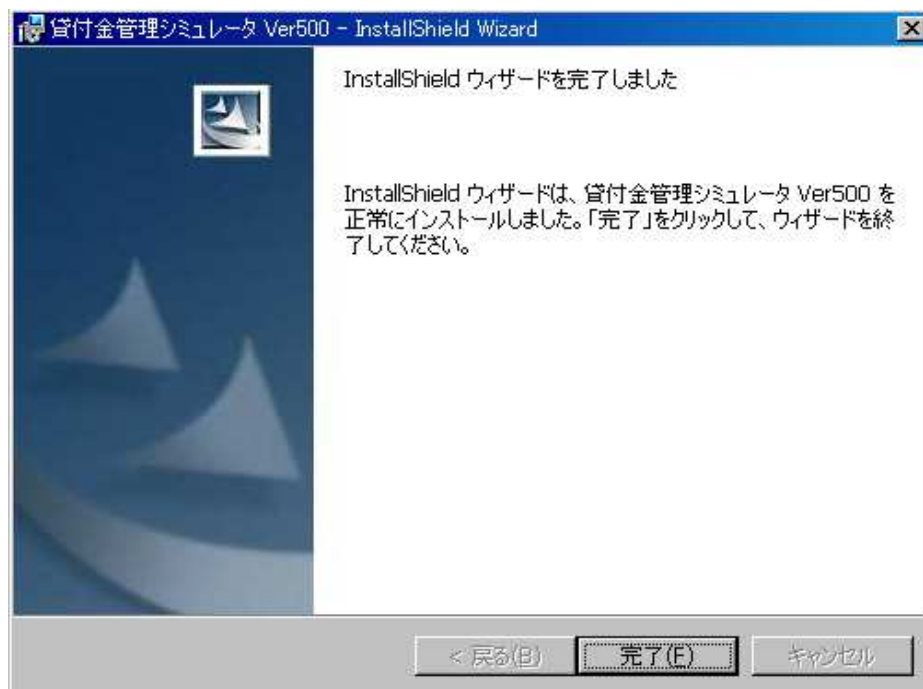 貸付金管理シミュレータ Ver500 - InstallShield Wizard
InstallShield ウィザードを完了しました
InstallShield ウィザードは、貸付金管理シミュレータ Ver500 を
正常にインストールしました。「完了」をクリックして、ウィザードを終
了してください。
< 戻る(B)
完了(F)
キャンセル